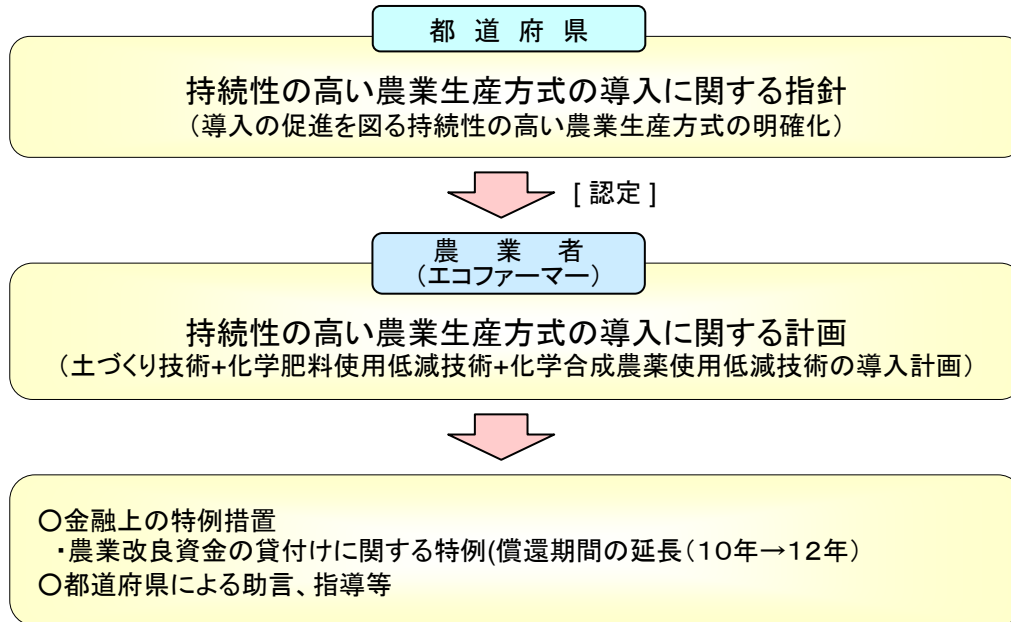 都 道 府 県
持続性の高い農業生産方式の導入に関する指針
（導入の促進を図る持続性の高い農業生産方式の明確化）
[ 認定 ]
農 業 者
（エコファーマー）
持続性の高い農業生産方式の導入に関する計画
（土づくり技術+化学肥料使用低減技術+化学合成農薬使用低減技術の導入計画）
○金融上の特例措置
・農業改良資金の貸付けに関する特例(償還期間の延長（１０年→１２年）
○都道府県による助言、指導等